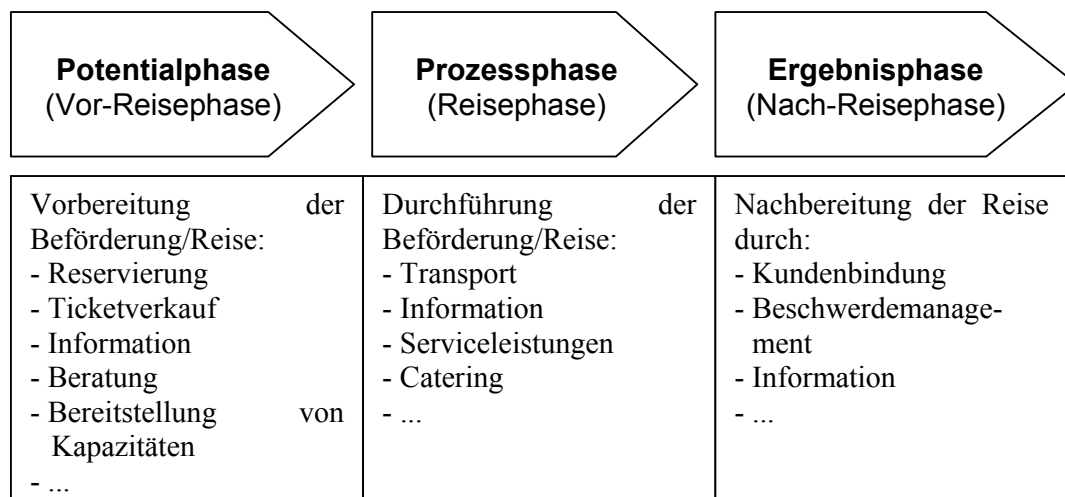 Potentialphase
(Vor-Reisephase)
Prozessphase
(Reisephase)
Ergebnisphase
(Nach-Reisephase)
Vorbereitung der
Beförderung/Reise:
- Reservierung
- Ticketverkauf
- Information
- Beratung
- Bereitstellung von
Kapazitäten
- ...
Durchführung der
Beförderung/Reise:
- Transport
- Information
- Serviceleistungen
- Catering
- ...
Nachbereitung der Reise
durch:
- Kundenbindung
- Beschwerdemanage-
ment
- Information
- ...